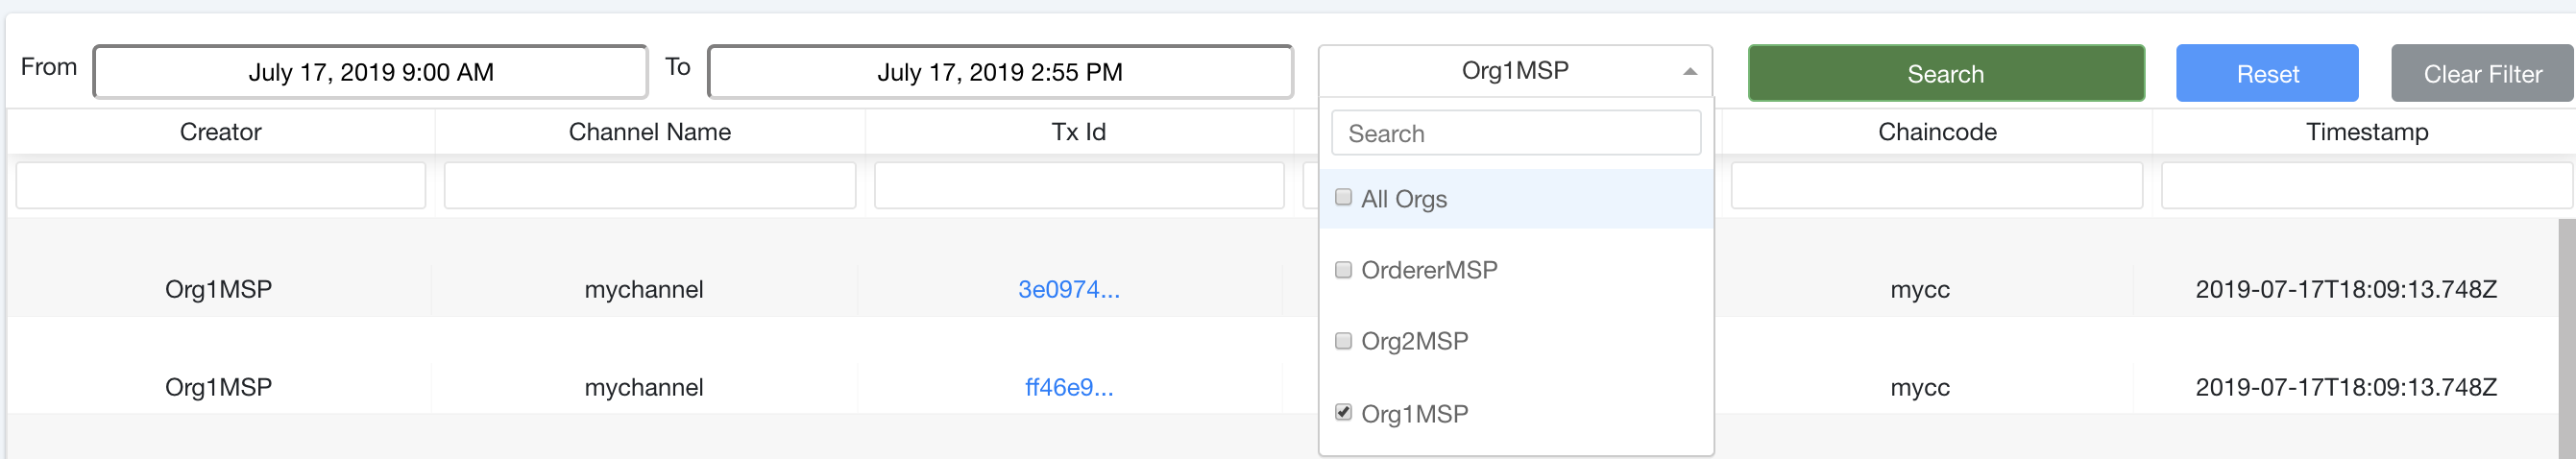 From July 17, 2019 9:00 AM To July 17, 2019 2:55 PM Org1MSP Search Reset Clear Filter
Creator Channel Name Tx Id Chaincode Timestamp
Search
All Orgs
OrdererMSP
Org1MSP mychannel 3e0974... mycc 2019-07-17T18:09:13.748Z
Org2MSP
Org1MSP mychannel ff46e9... mycc 2019-07-17T18:09:13.748Z
Org1MSP